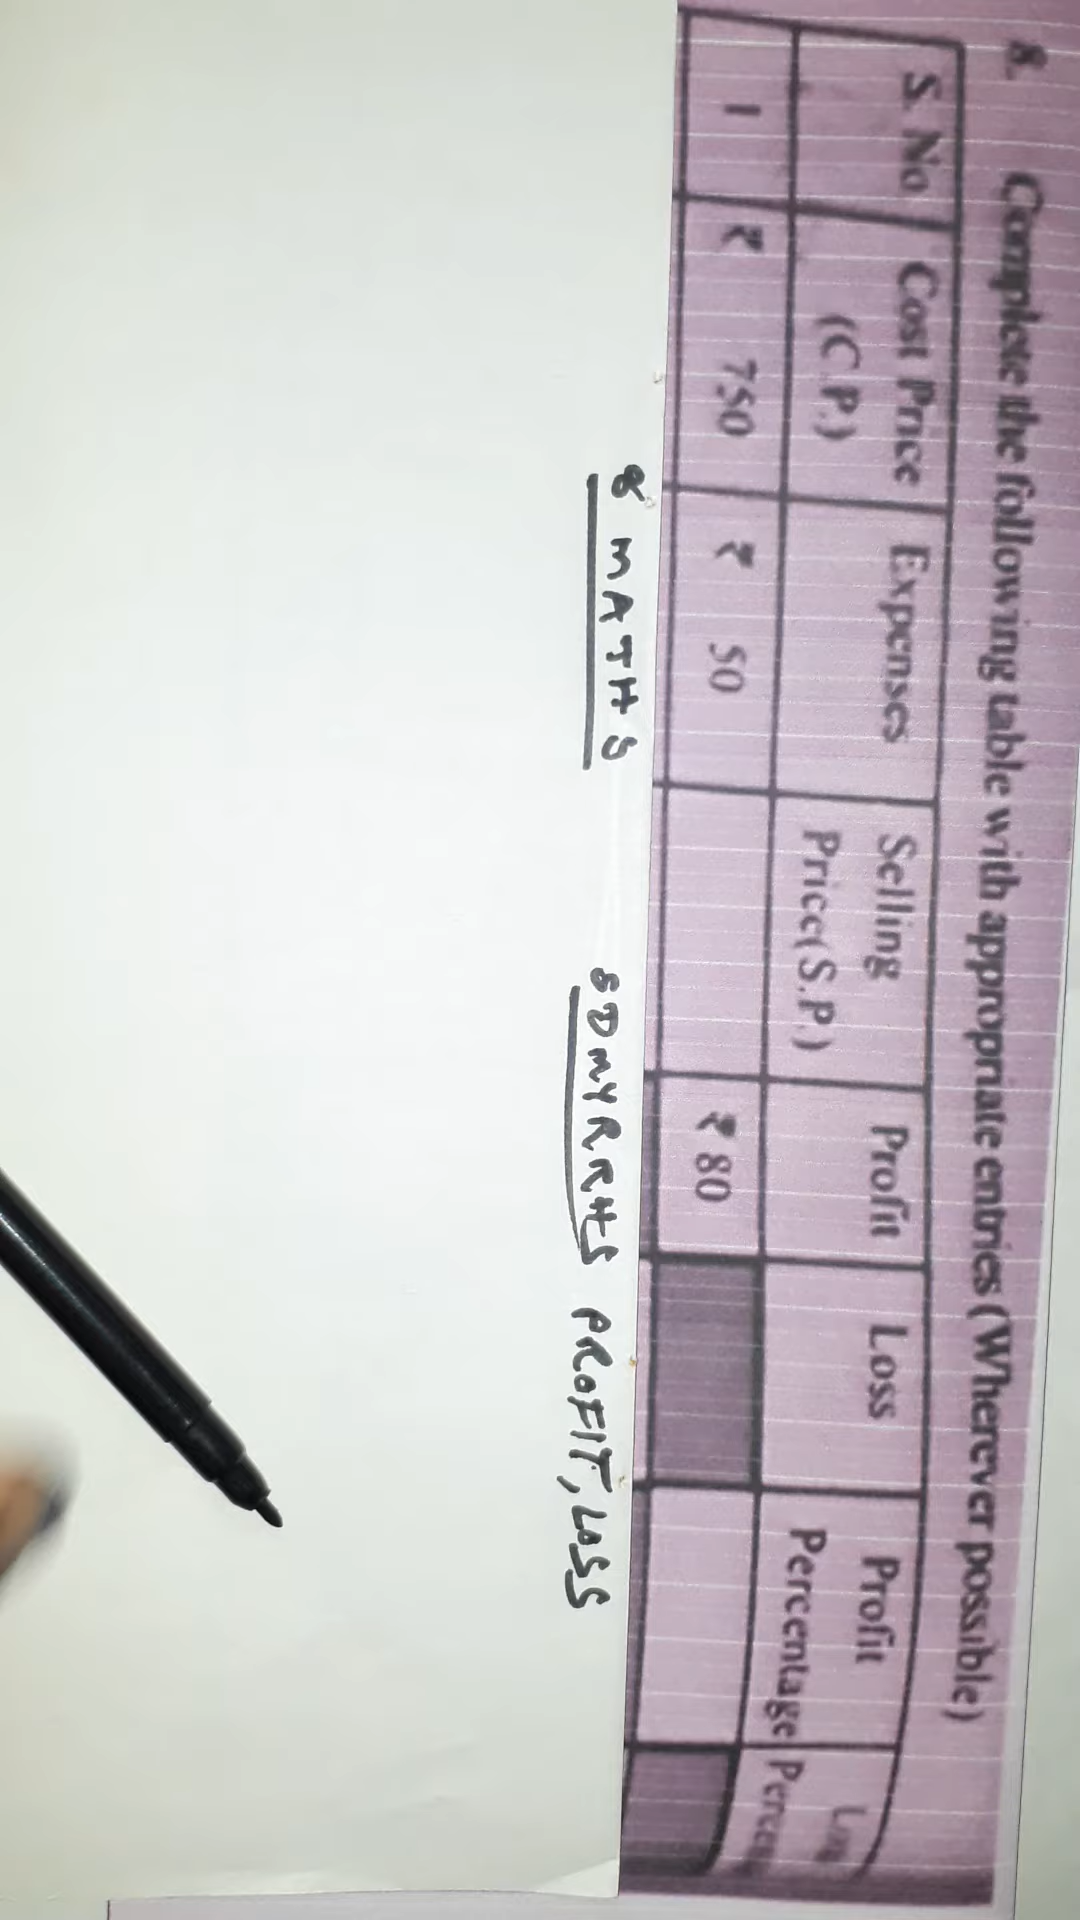 8. Complete the following table with appropriate entries (Wherever possible)
S. No Cost Price (C.P.) Expenses Selling Price(S.P.) Profit Loss Profit Percentage
1 ₹ 750 ₹ 50 ₹ 80
8 MATHS SDMYRRHS PROFIT, LOSS